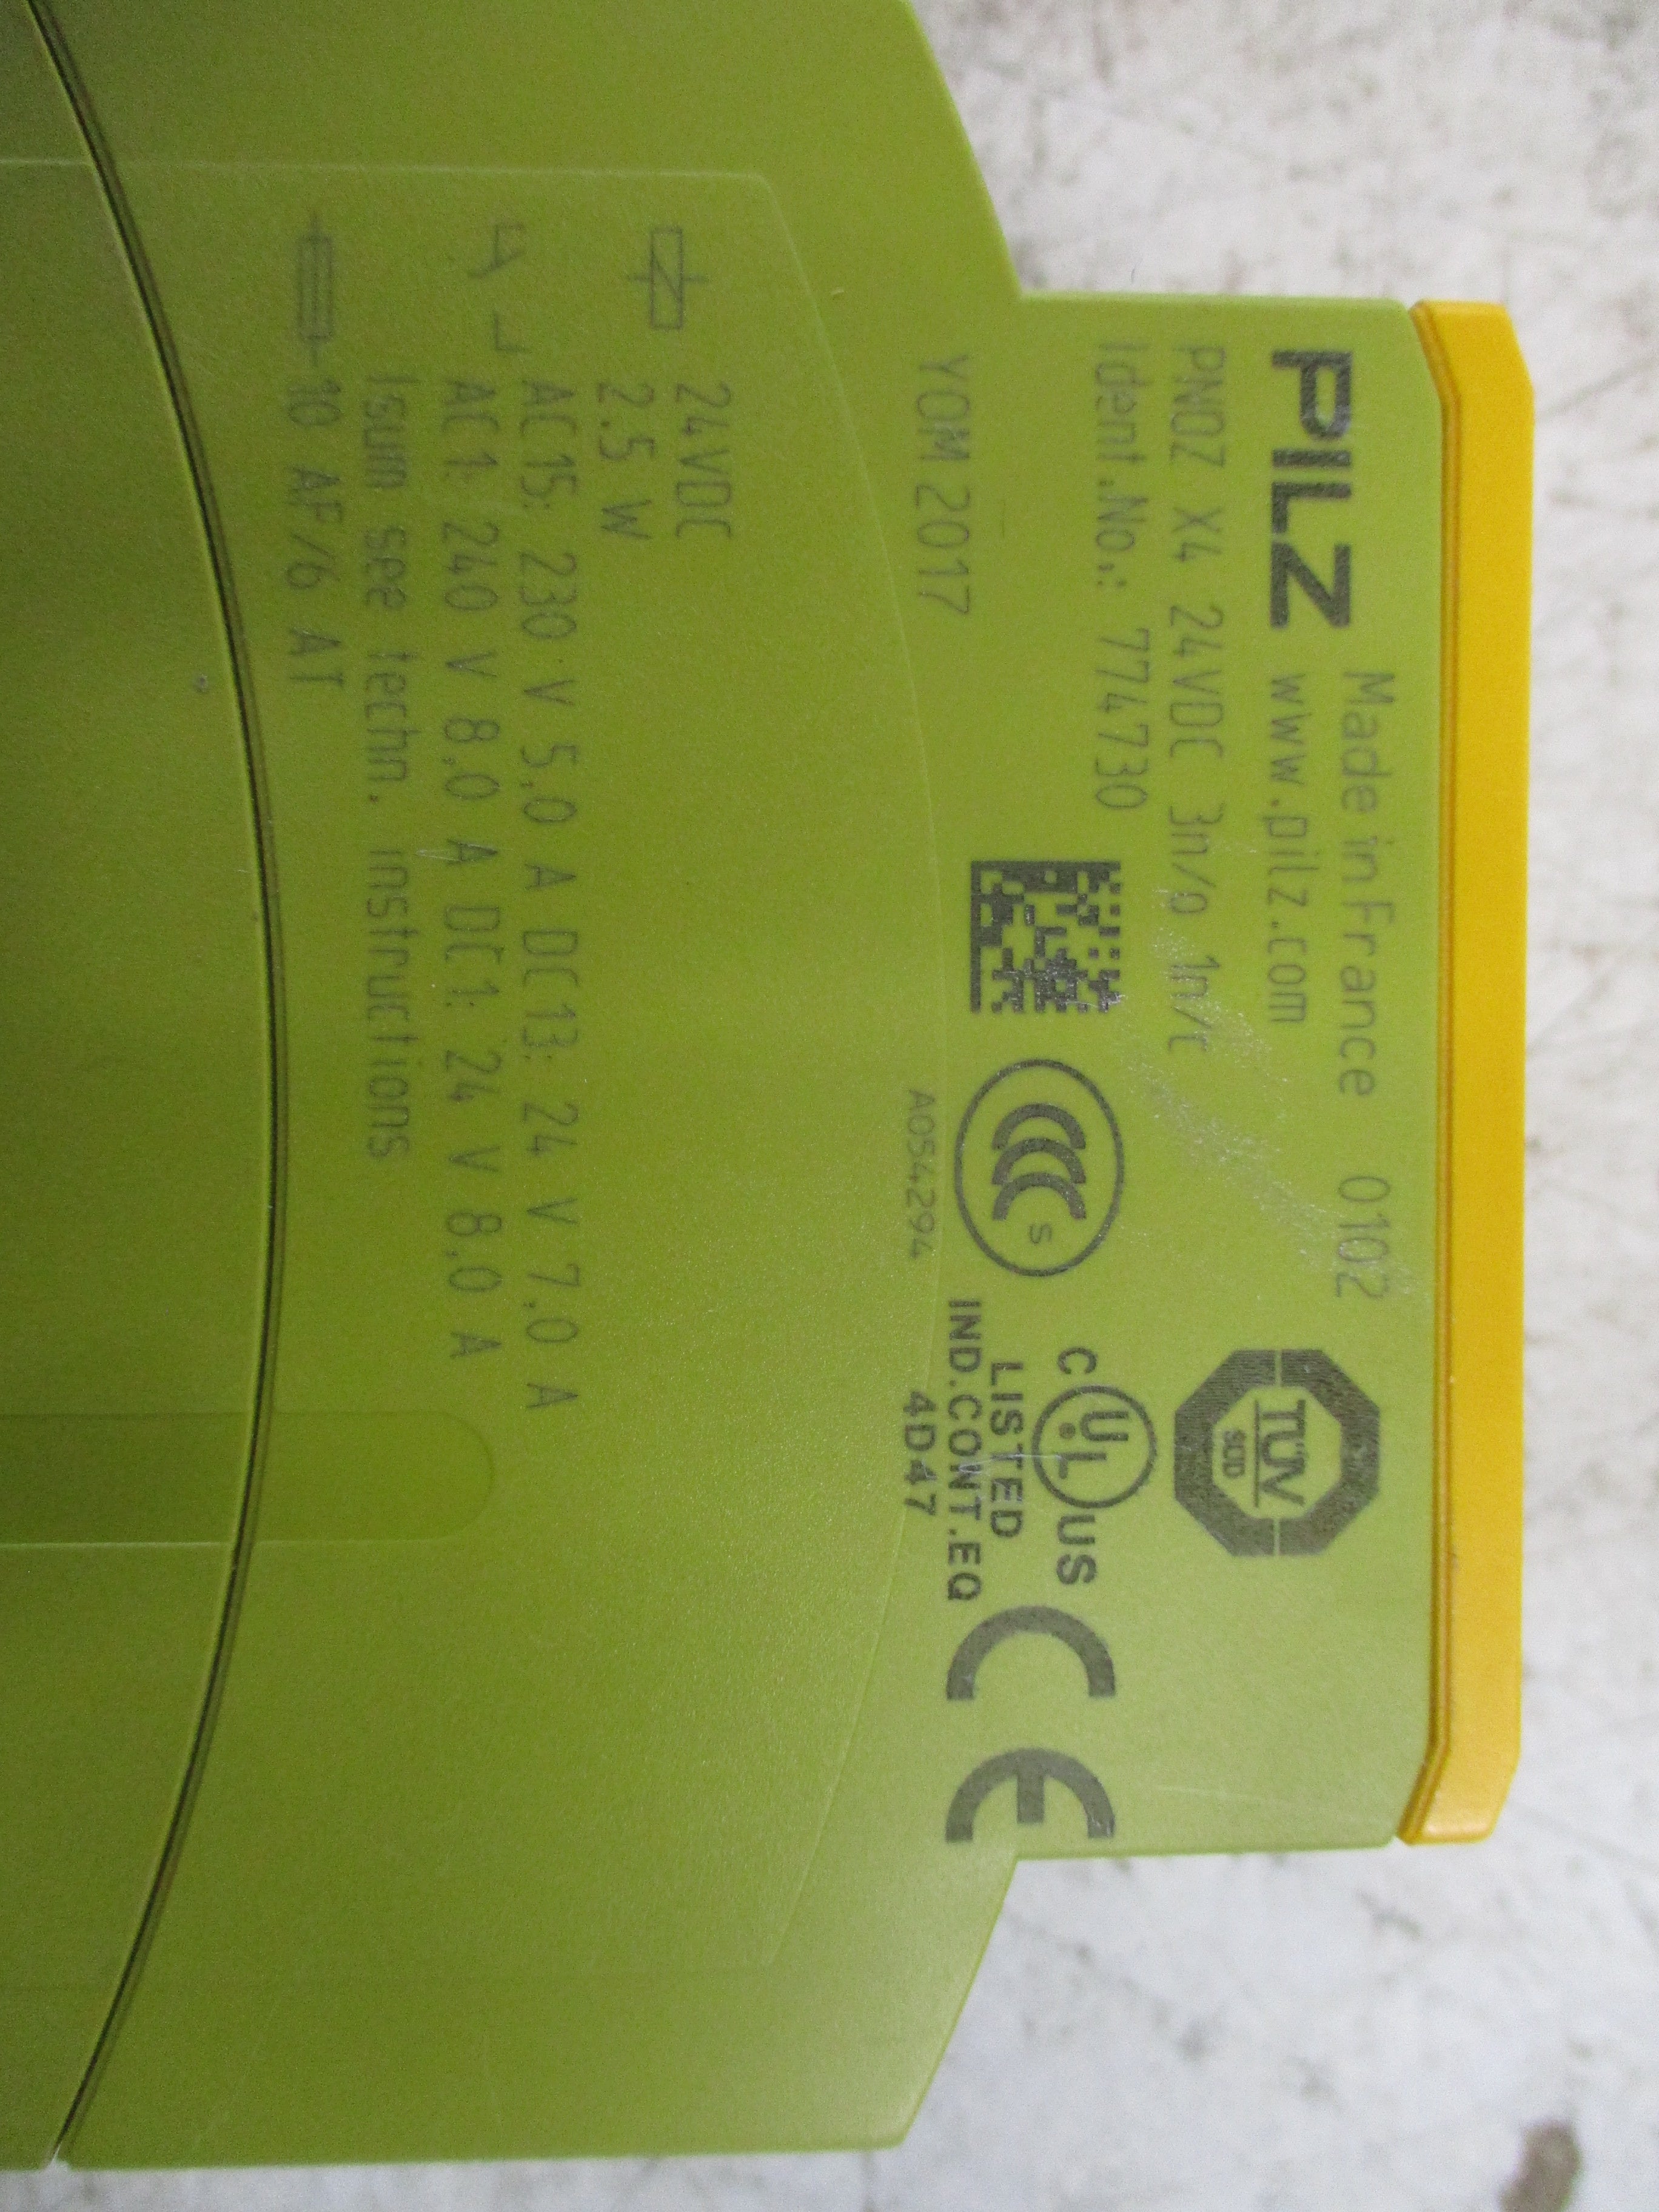 Made in France 0102
PILZ www.pilz.com
PNOZ X4 24VDC 3n/o 1n/c
Ident.No.: 774730
YOM 2017
A054294
TÜV
SÜD
C UL US
LISTED
IND.CONT.EQ
4D47
CCC S
CE
24VDC
2.5 W
AC15: 230 V 5,0 A DC13: 24 V 7,0 A
AC1: 240 V 8,0 A DC1: 24 V 8,0 A
Isum see techn. instructions
10 AF/6 AT